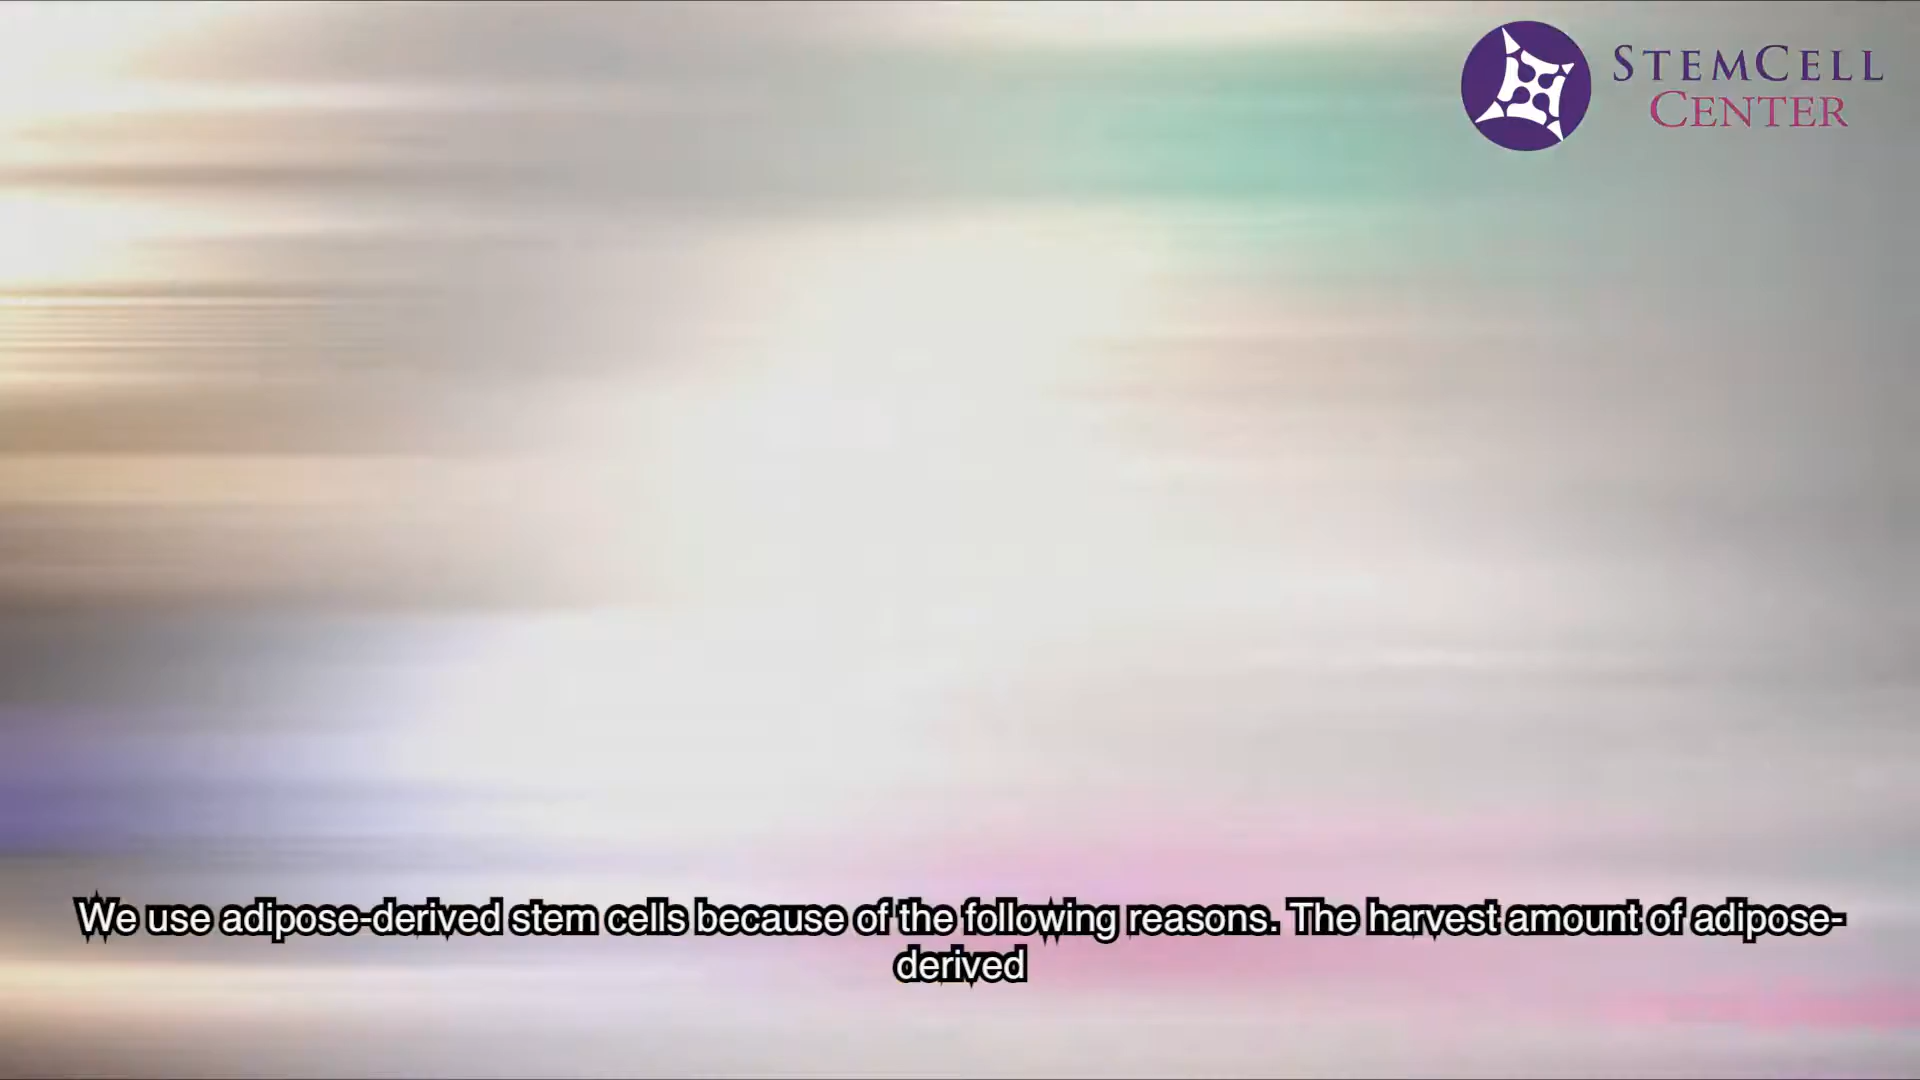 STEMCELL
CENTER
We use adipose-derived stem cells because of the following reasons. The harvest amount of adipose-
derived